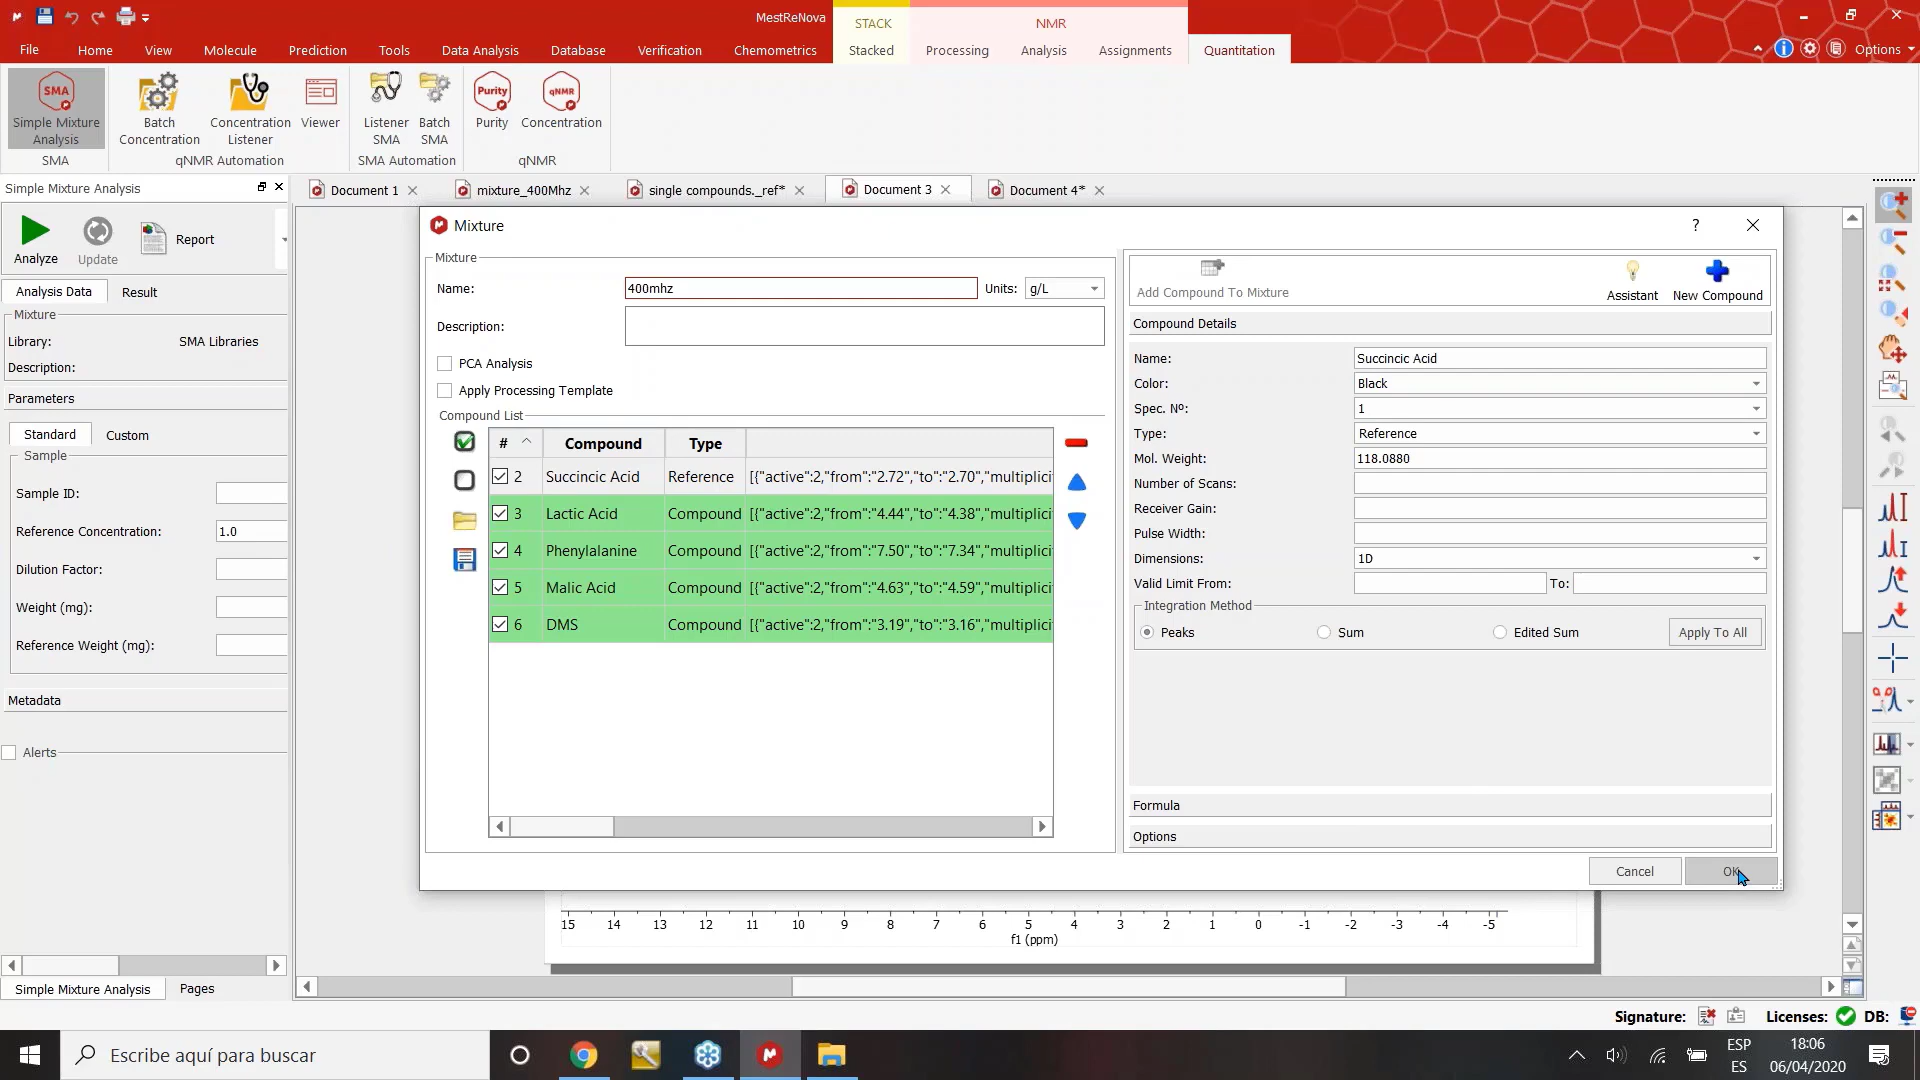 MestReNova
STACK
NMR
File
Home
View
Molecule
Prediction
Tools
Data Analysis
Database
Verification
Chemometrics
Stacked
Processing
Analysis
Assignments
Quantitation
Options
SMA
Purity
qNMR
Simple Mixture
Analysis
Batch
Concentration
Concentration
Listener
Viewer
Listener
SMA
Batch
SMA
Purity
Concentration
SMA
qNMR Automation
SMA Automation
qNMR
Simple Mixture Analysis
Document 1
mixture_400Mhz
single compounds._ref*
Document 3
Document 4*
Analyze
Update
Report
Analysis Data
Result
Mixture
Library:
SMA Libraries
Description:
Parameters
Standard
Custom
Sample
Sample ID:
Reference Concentration:
1.0
Dilution Factor:
Weight (mg):
Reference Weight (mg):
Metadata
Alerts
Simple Mixture Analysis
Pages
Mixture
?
Mixture
Name:
400mhz
Units:
g/L
Description:
PCA Analysis
Apply Processing Template
Compound List
#
Compound
Type
2
Succincic Acid
Reference
[{"active":2,"from":"2.72","to":"2.70","multiplici
3
Lactic Acid
Compound
[{"active":2,"from":"4.44","to":"4.38","multiplici
4
Phenylalanine
Compound
[{"active":2,"from":"7.50","to":"7.34","multiplici
5
Malic Acid
Compound
[{"active":2,"from":"4.63","to":"4.59","multiplici
6
DMS
Compound
[{"active":2,"from":"3.19","to":"3.16","multiplici
Add Compound To Mixture
Assistant
New Compound
Compound Details
Name:
Succincic Acid
Color:
Black
Spec. Nº:
1
Type:
Reference
Mol. Weight:
118.0880
Number of Scans:
Receiver Gain:
Pulse Width:
Dimensions:
1D
Valid Limit From:
To:
Integration Method
Peaks
Sum
Edited Sum
Apply To All
Formula
Options
Cancel
OK
15 14 13 12 11 10 9 8 7 6 5 4 3 2 1 0 -1 -2 -3 -4 -5
f1 (ppm)
Signature:
Licenses:
DB:
Escribe aquí para buscar
ESP
ES
18:06
06/04/2020